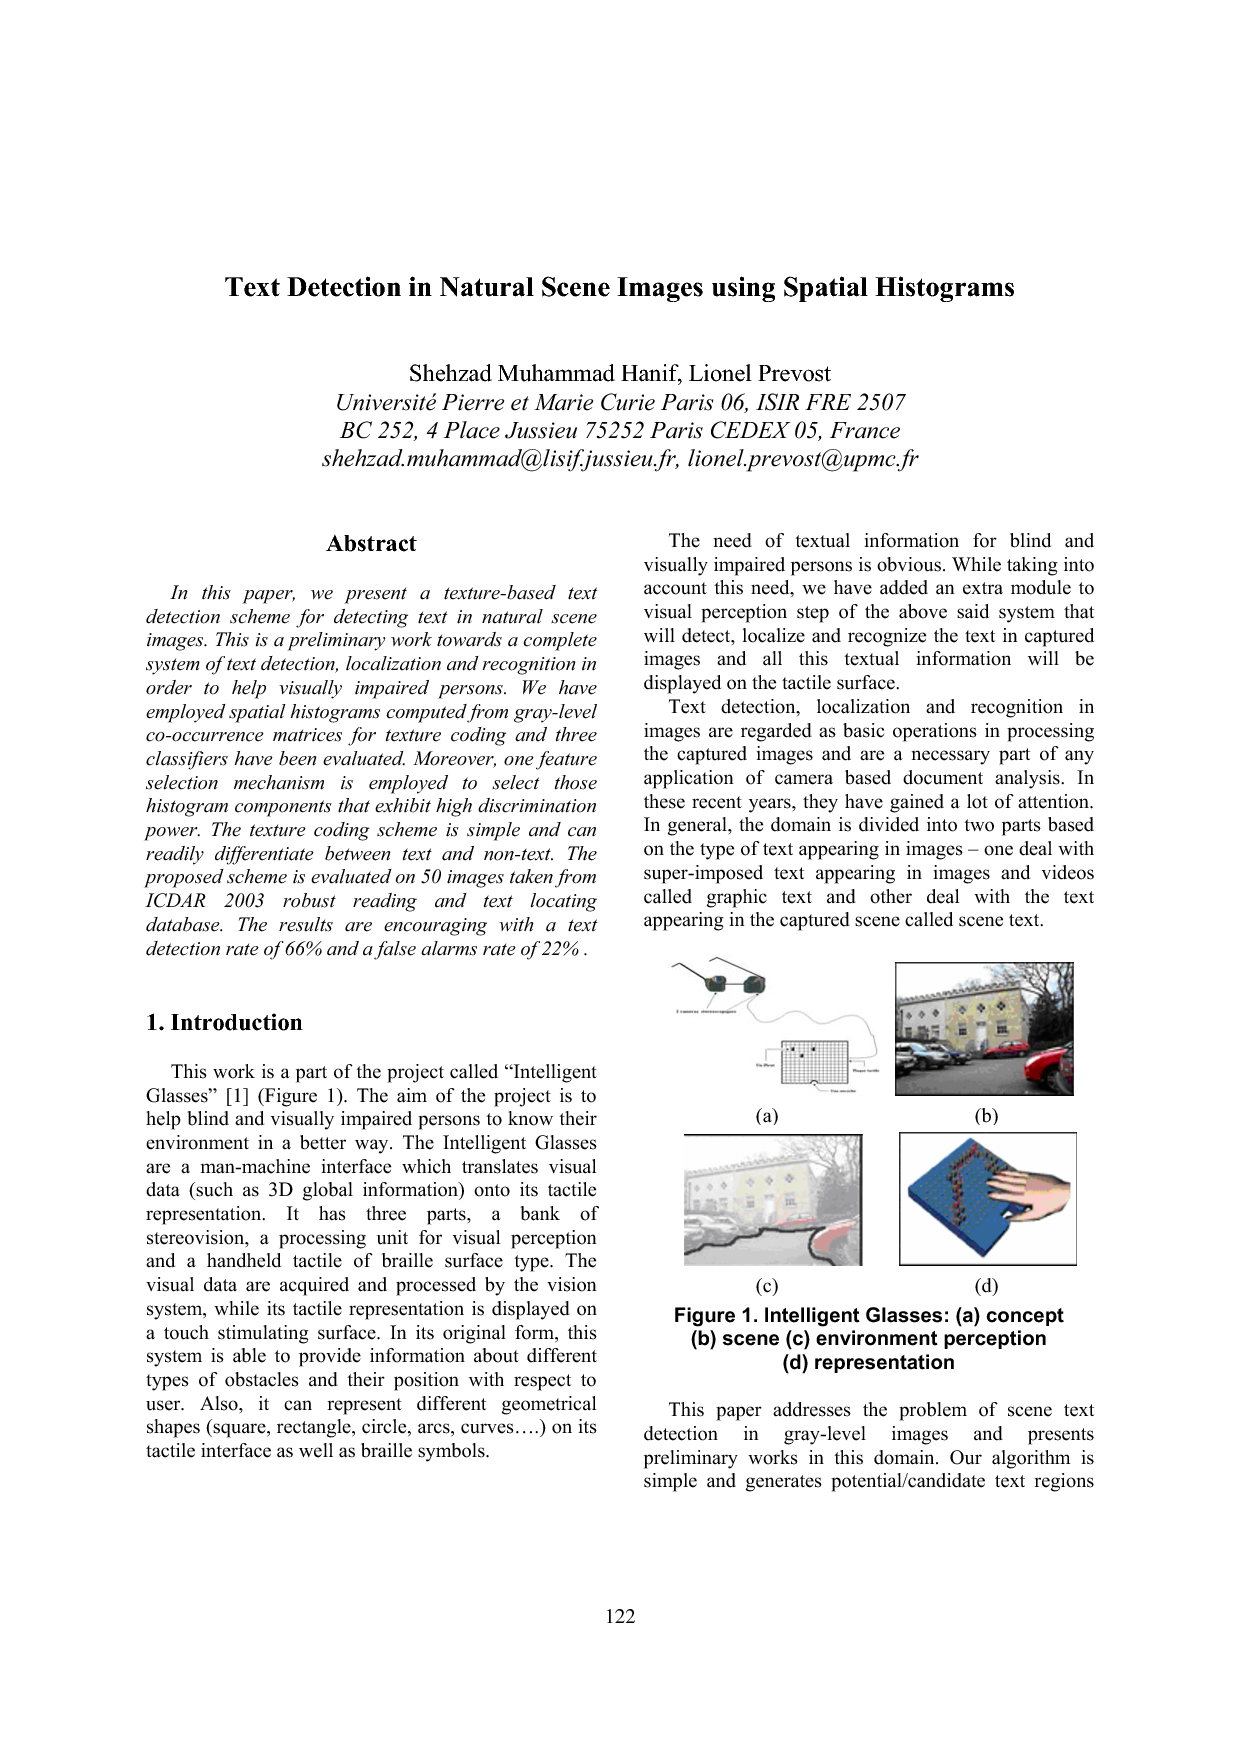 Text Detection in Natural Scene Images using Spatial Histograms
Shehzad Muhammad Hanif, Lionel Prevost
Université Pierre et Marie Curie Paris 06, ISIR FRE 2507
BC 252, 4 Place Jussieu 75252 Paris CEDEX 05, France
shehzad.muhammad@lisif.jussieu.fr, lionel.prevost@upmc.fr
Abstract
In this paper, we present a texture-based text
detection scheme for detecting text in natural scene
images. This is a preliminary work towards a complete
system of text detection, localization and recognition in
order to help visually impaired persons. We have
employed spatial histograms computed from gray-level
co-occurrence matrices for texture coding and three
classifiers have been evaluated. Moreover, one feature
selection mechanism is employed to select those
histogram components that exhibit high discrimination
power. The texture coding scheme is simple and can
readily differentiate between text and non-text. The
proposed scheme is evaluated on 50 images taken from
ICDAR 2003 robust reading and text locating
database. The results are encouraging with a text
detection rate of 66% and a false alarms rate of 22% .
1. Introduction
This work is a part of the project called “Intelligent
Glasses” [1] (Figure 1). The aim of the project is to
help blind and visually impaired persons to know their
environment in a better way. The Intelligent Glasses
are a man-machine interface which translates visual
data (such as 3D global information) onto its tactile
representation. It has three parts, a bank of
stereovision, a processing unit for visual perception
and a handheld tactile of braille surface type. The
visual data are acquired and processed by the vision
system, while its tactile representation is displayed on
a touch stimulating surface. In its original form, this
system is able to provide information about different
types of obstacles and their position with respect to
user. Also, it can represent different geometrical
shapes (square, rectangle, circle, arcs, curves….) on its
tactile interface as well as braille symbols.
The need of textual information for blind and
visually impaired persons is obvious. While taking into
account this need, we have added an extra module to
visual perception step of the above said system that
will detect, localize and recognize the text in captured
images and all this textual information will be
displayed on the tactile surface.
Text detection, localization and recognition in
images are regarded as basic operations in processing
the captured images and are a necessary part of any
application of camera based document analysis. In
these recent years, they have gained a lot of attention.
In general, the domain is divided into two parts based
on the type of text appearing in images – one deal with
super-imposed text appearing in images and videos
called graphic text and other deal with the text
appearing in the captured scene called scene text.
(a)
(b)
(c)
(d)
Figure 1. Intelligent Glasses: (a) concept
(b) scene (c) environment perception
(d) representation
This paper addresses the problem of scene text
detection in gray-level images and presents
preliminary works in this domain. Our algorithm is
simple and generates potential/candidate text regions
122